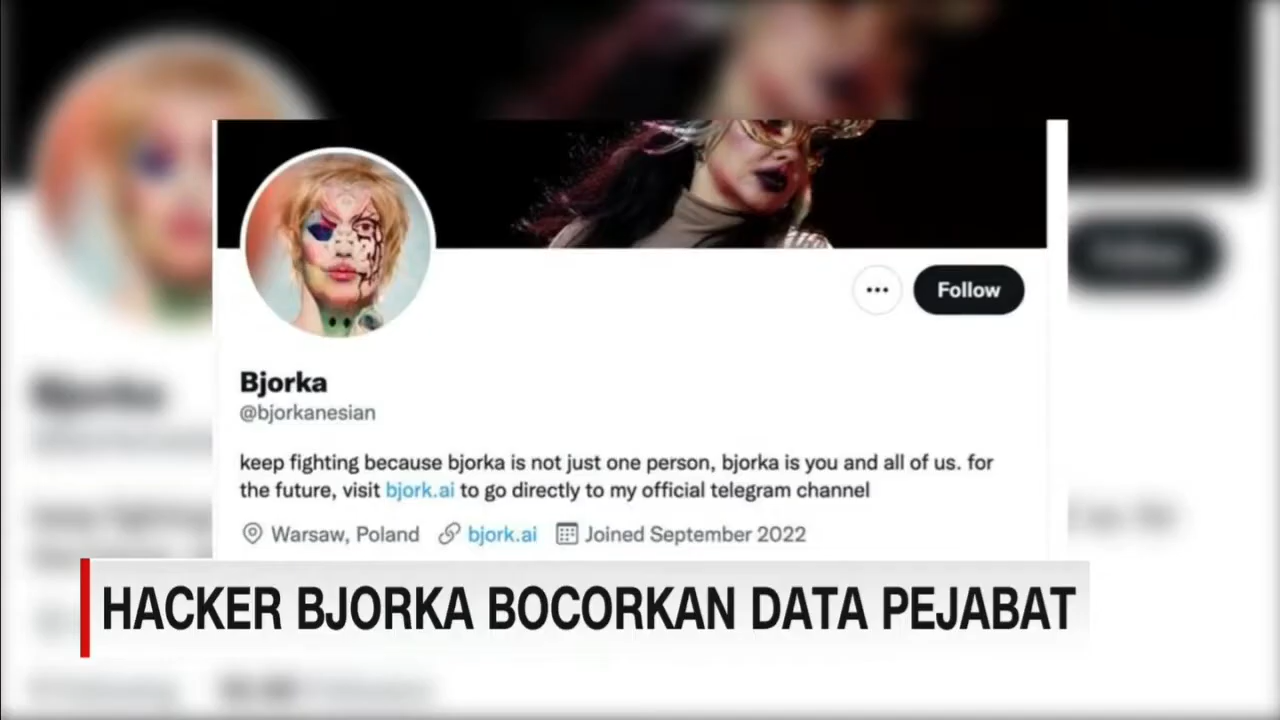 Follow
Bjorka
@bjorkanesian
keep fighting because bjorka is not just one person, bjorka is you and all of us. for
the future, visit bjork.ai to go directly to my official telegram channel
Warsaw, Poland bjork.ai Joined September 2022
HACKER BJORKA BOCORKAN DATA PEJABAT